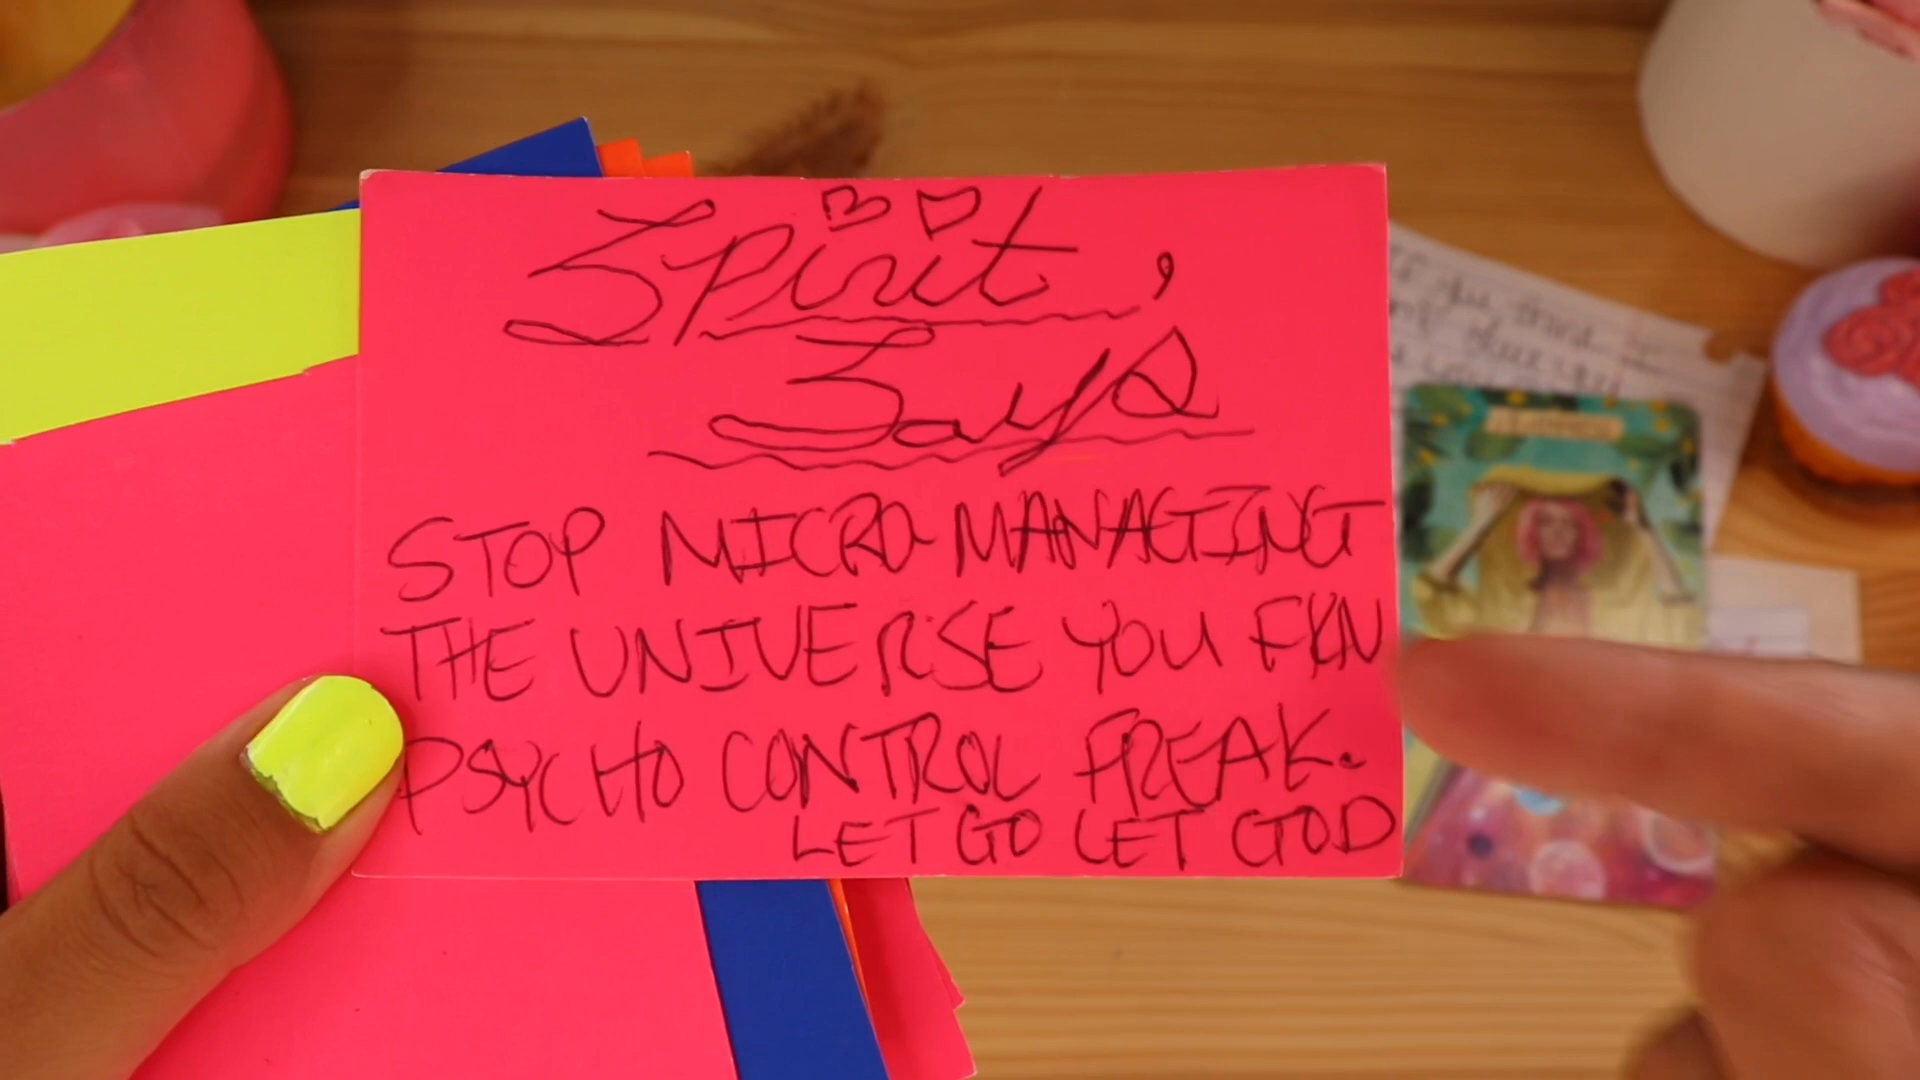 Spirit,
Says
STOP MICRO-MANAGING
THE UNIVERSE YOU FKN
PSYCHO CONTROL FREAK.
LET GO LET GOD